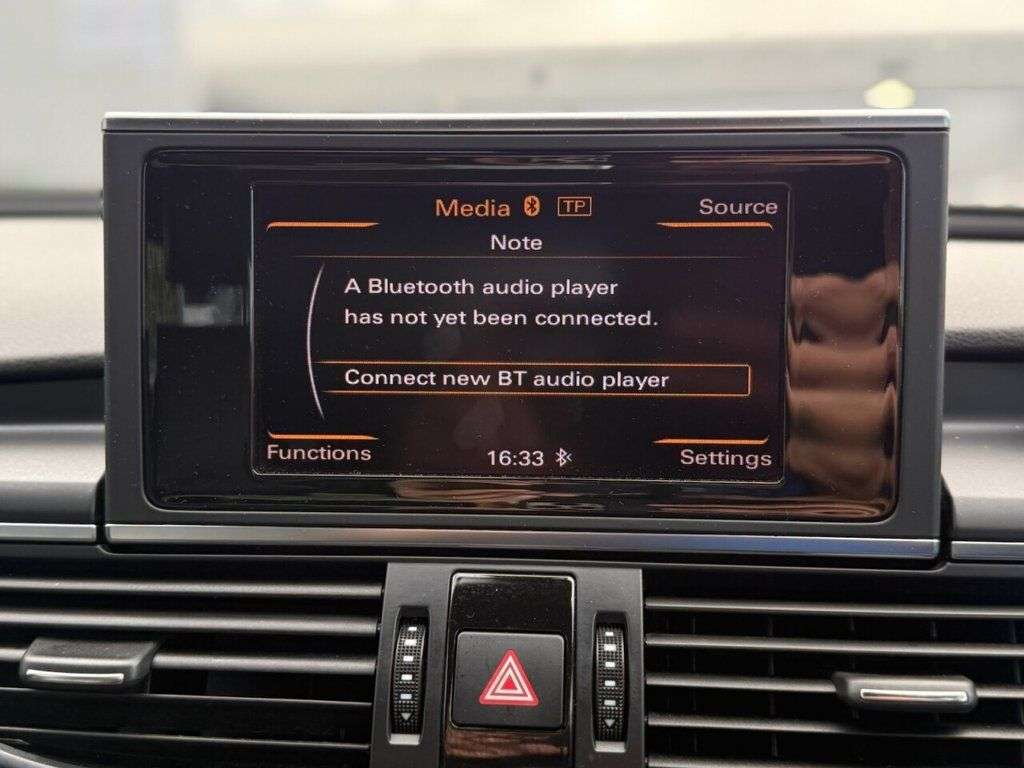 Media TP Source
Note
A Bluetooth audio player
has not yet been connected.
Connect new BT audio player
Functions 16:33 Settings